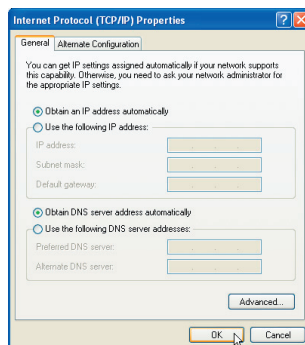 Internet Protocol (TCP/IP) Properties
General
Alternate Configuration
You can get IP settings assigned automatically if your network supports
this capability. Otherwise, you need to ask your network administrator for
the appropriate IP settings.
Obtain an IP address automatically
Use the following IP address:
IP address:
Subnet mask:
Default gateway:
Obtain DNS server address automatically
Use the following DNS server addresses:
Preferred DNS server:
Alternate DNS server:
Advanced...
OK
Cancel